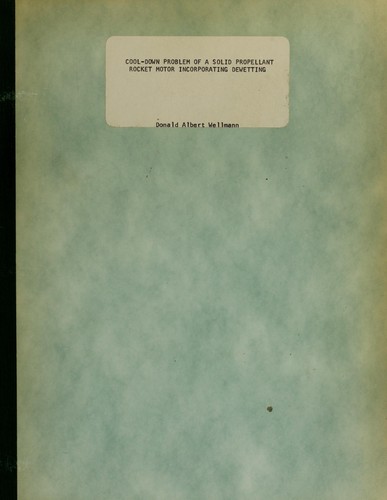 COOL-DOWN PROBLEM OF A SOLID PROPELLANT
ROCKET MOTOR INCORPORATING DEWETTING
Donald Albert Wellmann